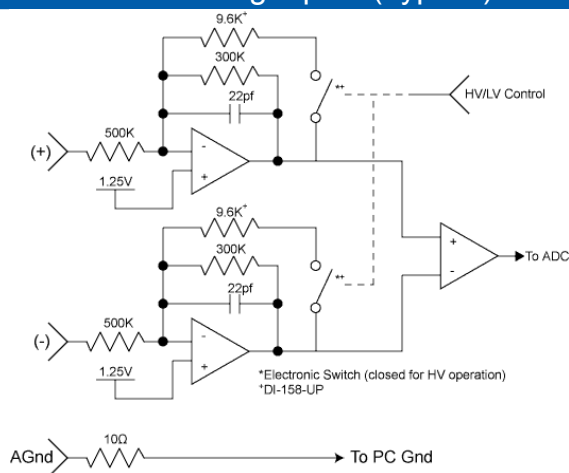 9.6K⁺
300K
22pf
*⁺
HV/LV Control
500K
(+)
-
+
1.25V
9.6K⁺
300K
22pf
*⁺
+
-
To ADC
500K
(-)
-
+
1.25V
*Electronic Switch (closed for HV operation)
⁺DI-158-UP
10Ω
AGnd
To PC Gnd